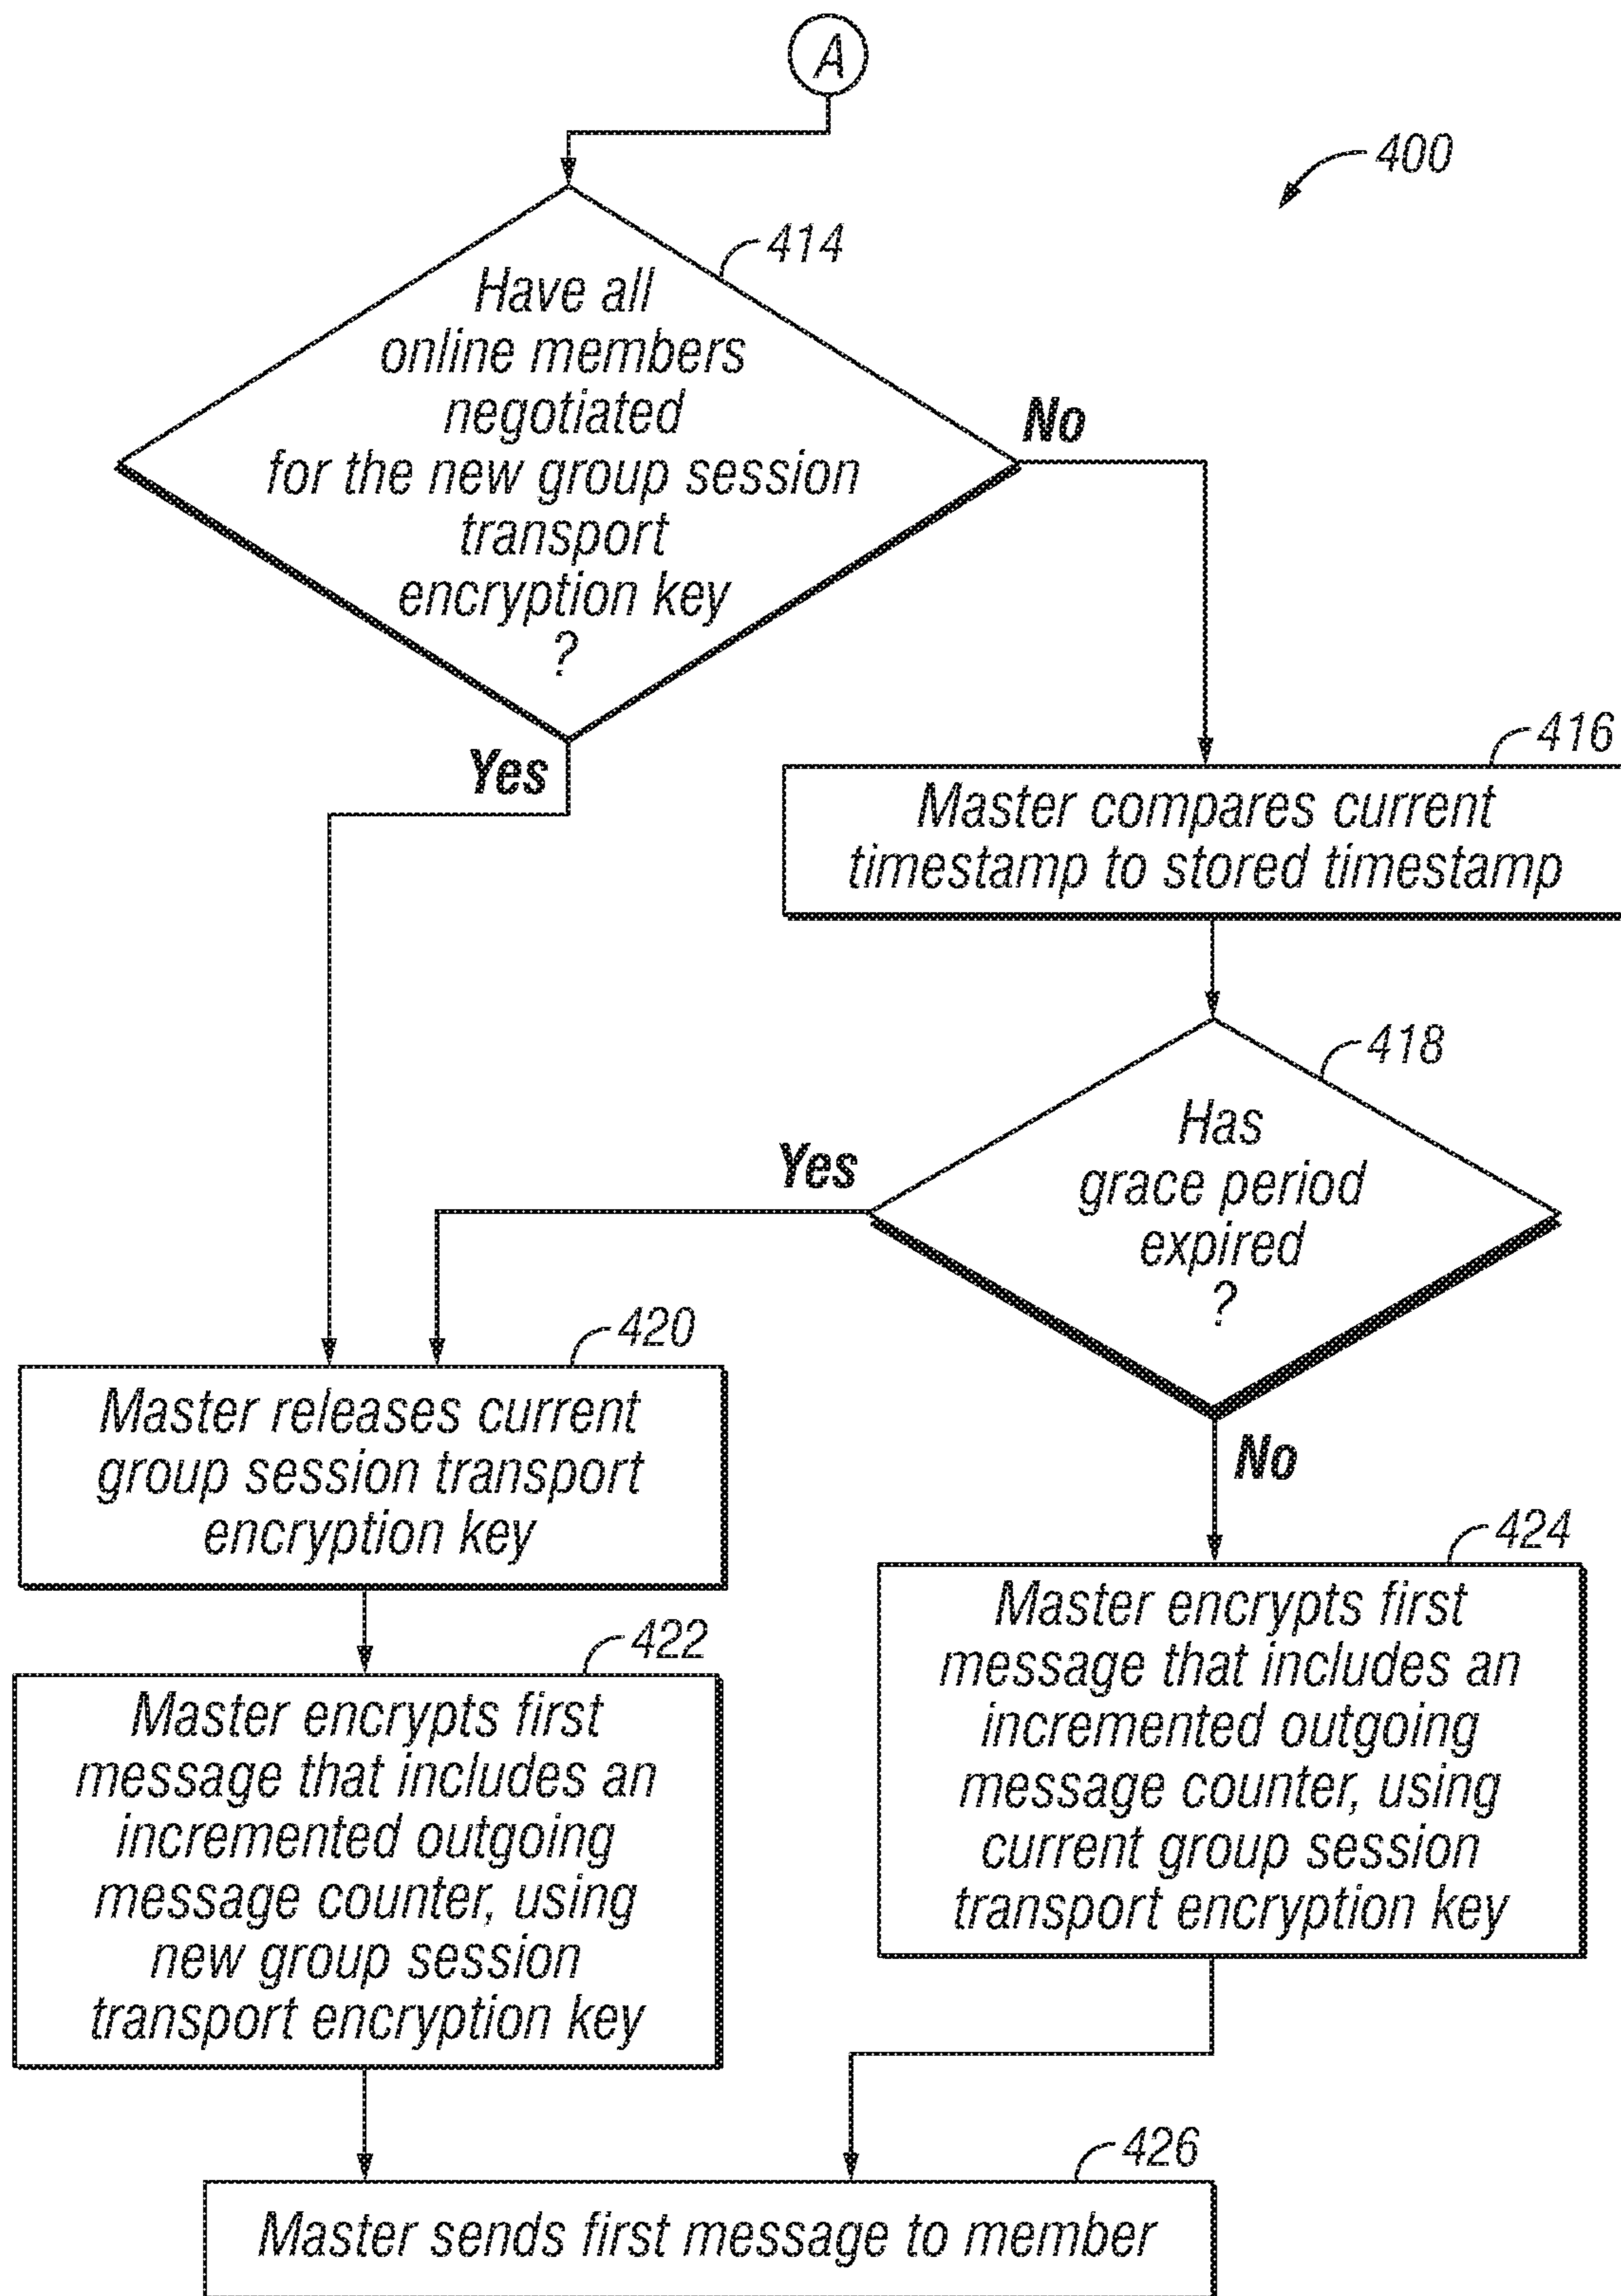 A
400
414
Have all
online members
negotiated
for the new group session
transport
encryption key
?
No
Yes
416
Master compares current
timestamp to stored timestamp
418
Has
grace period
expired
?
Yes
No
420
Master releases current
group session transport
encryption key
422
Master encrypts first
message that includes an
incremented outgoing
message counter, using
new group session
transport encryption key
424
Master encrypts first
message that includes an
incremented outgoing
message counter, using
current group session
transport encryption key
426
Master sends first message to member